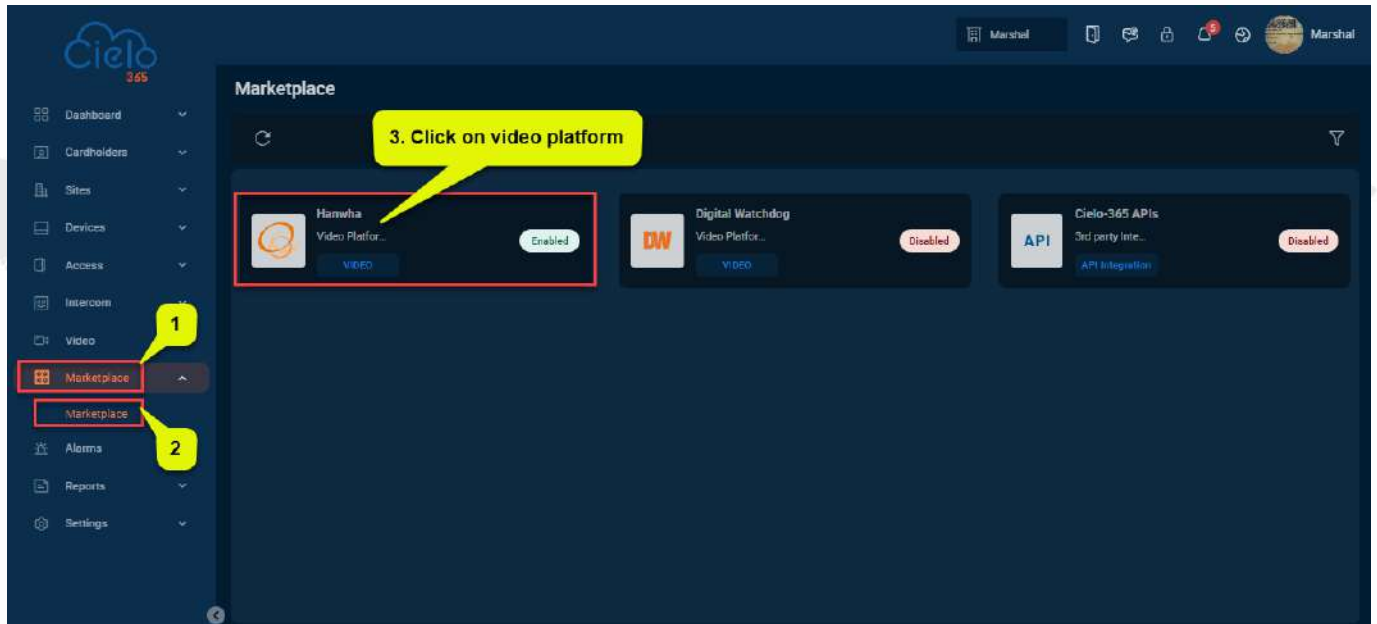 Cielo
365
Marshal
5
Marshal
Dashboard
Cardholders
Sites
Devices
Access
Intercom
Video
Marketplace
Marketplace
Alarms
Reports
Settings
1
2
Marketplace
3. Click on video platform
Hanwha
Video Platfor...
VIDEO
Enabled
DW
Digital Watchdog
Video Platfor...
VIDEO
Disabled
API
Cielo-365 APIs
3rd party Inte...
API Integration
Disabled